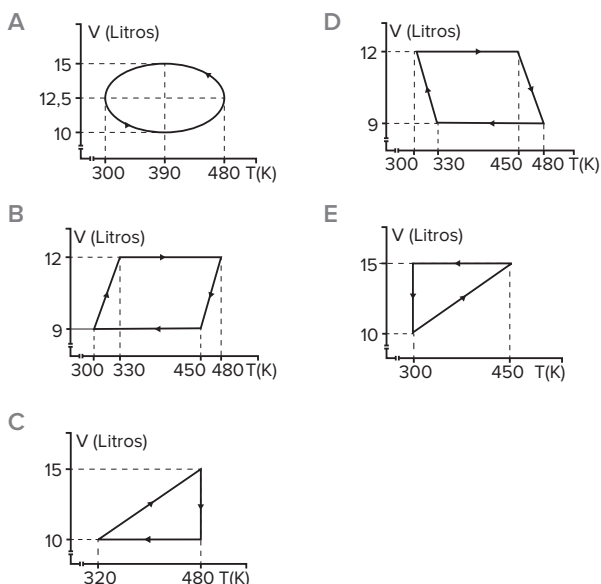 A
V (Litros)
15
12,5
10
300 390 480 T(K)
B
V (Litros)
12
9
300 330 450 480 T(K)
C
V (Litros)
15
10
320 480 T(K)
D
V (Litros)
12
9
300 330 450 480 T(K)
E
V (Litros)
15
10
300 450 T(K)